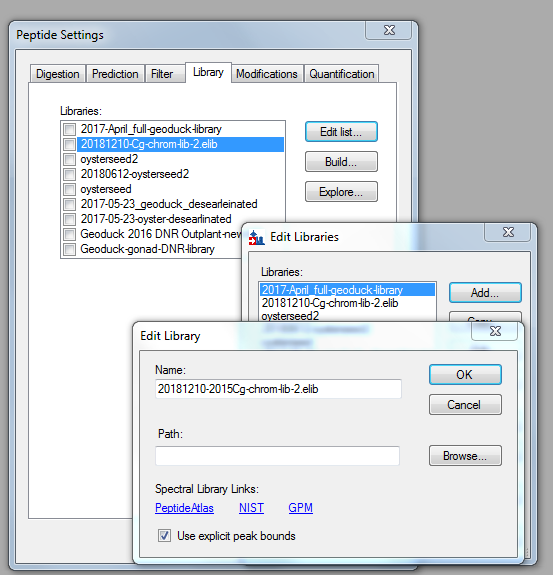 Peptide Settings
Digestion Prediction Filter Library Modifications Quantification
Libraries:
2017-April_full-geoduck-library
20181210-Cg-chrom-lib-2.elib
oysterseed2
20180612-oysterseed2
oysterseed
2017-05-23_geoduck_desearleinated
2017-05-23-oyster-desearlinated
Geoduck 2016 DNR Outplant-new
Geoduck-gonad-DNR-library
Edit list...
Build...
Explore...
Edit Libraries
Libraries:
2017-April_full-geoduck-library
20181210-Cg-chrom-lib-2.elib
oysterseed2
Add...
Edit Library
Name:
20181210-2015Cg-chrom-lib-2.elib
Path:
OK
Cancel
Browse...
Spectral Library Links:
PeptideAtlas NIST GPM
Use explicit peak bounds